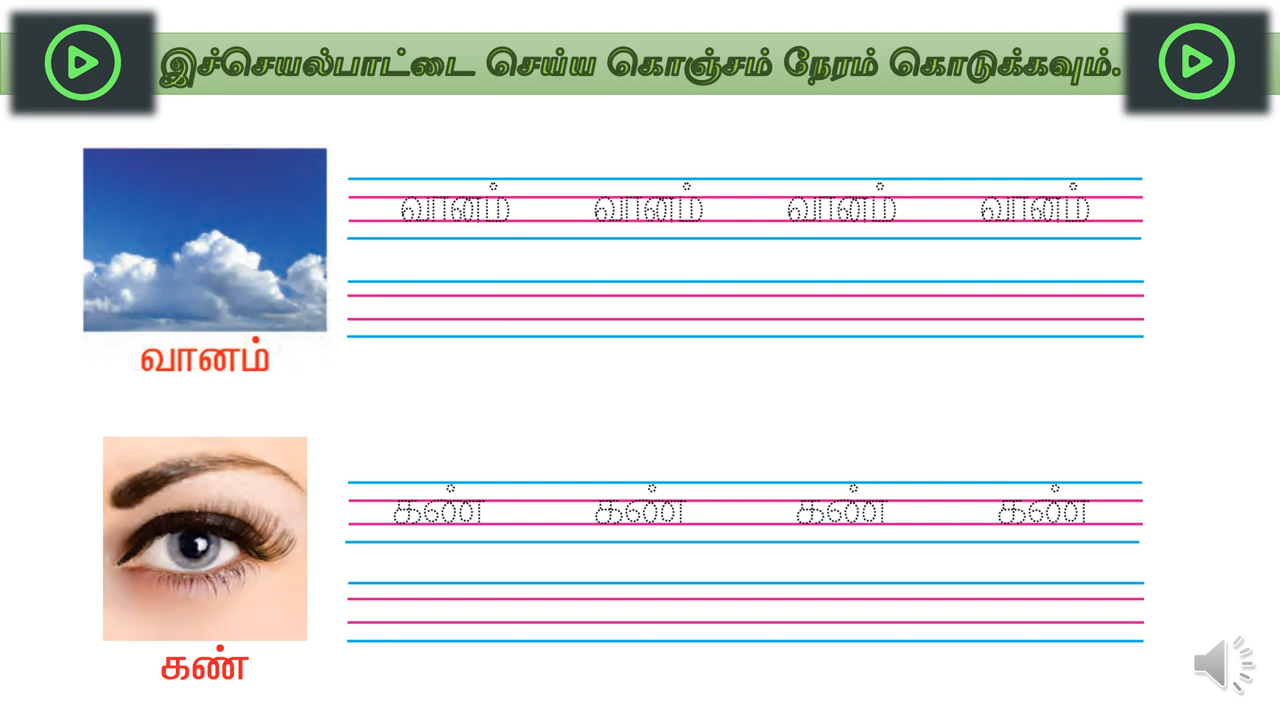 இச்செயல்பாட்டை செய்ய கொஞ்சம் நேரம் கொடுக்கவும்.
வானம் வானம் வானம் வானம்
வானம்
கண் கண் கண் கண்
கண்